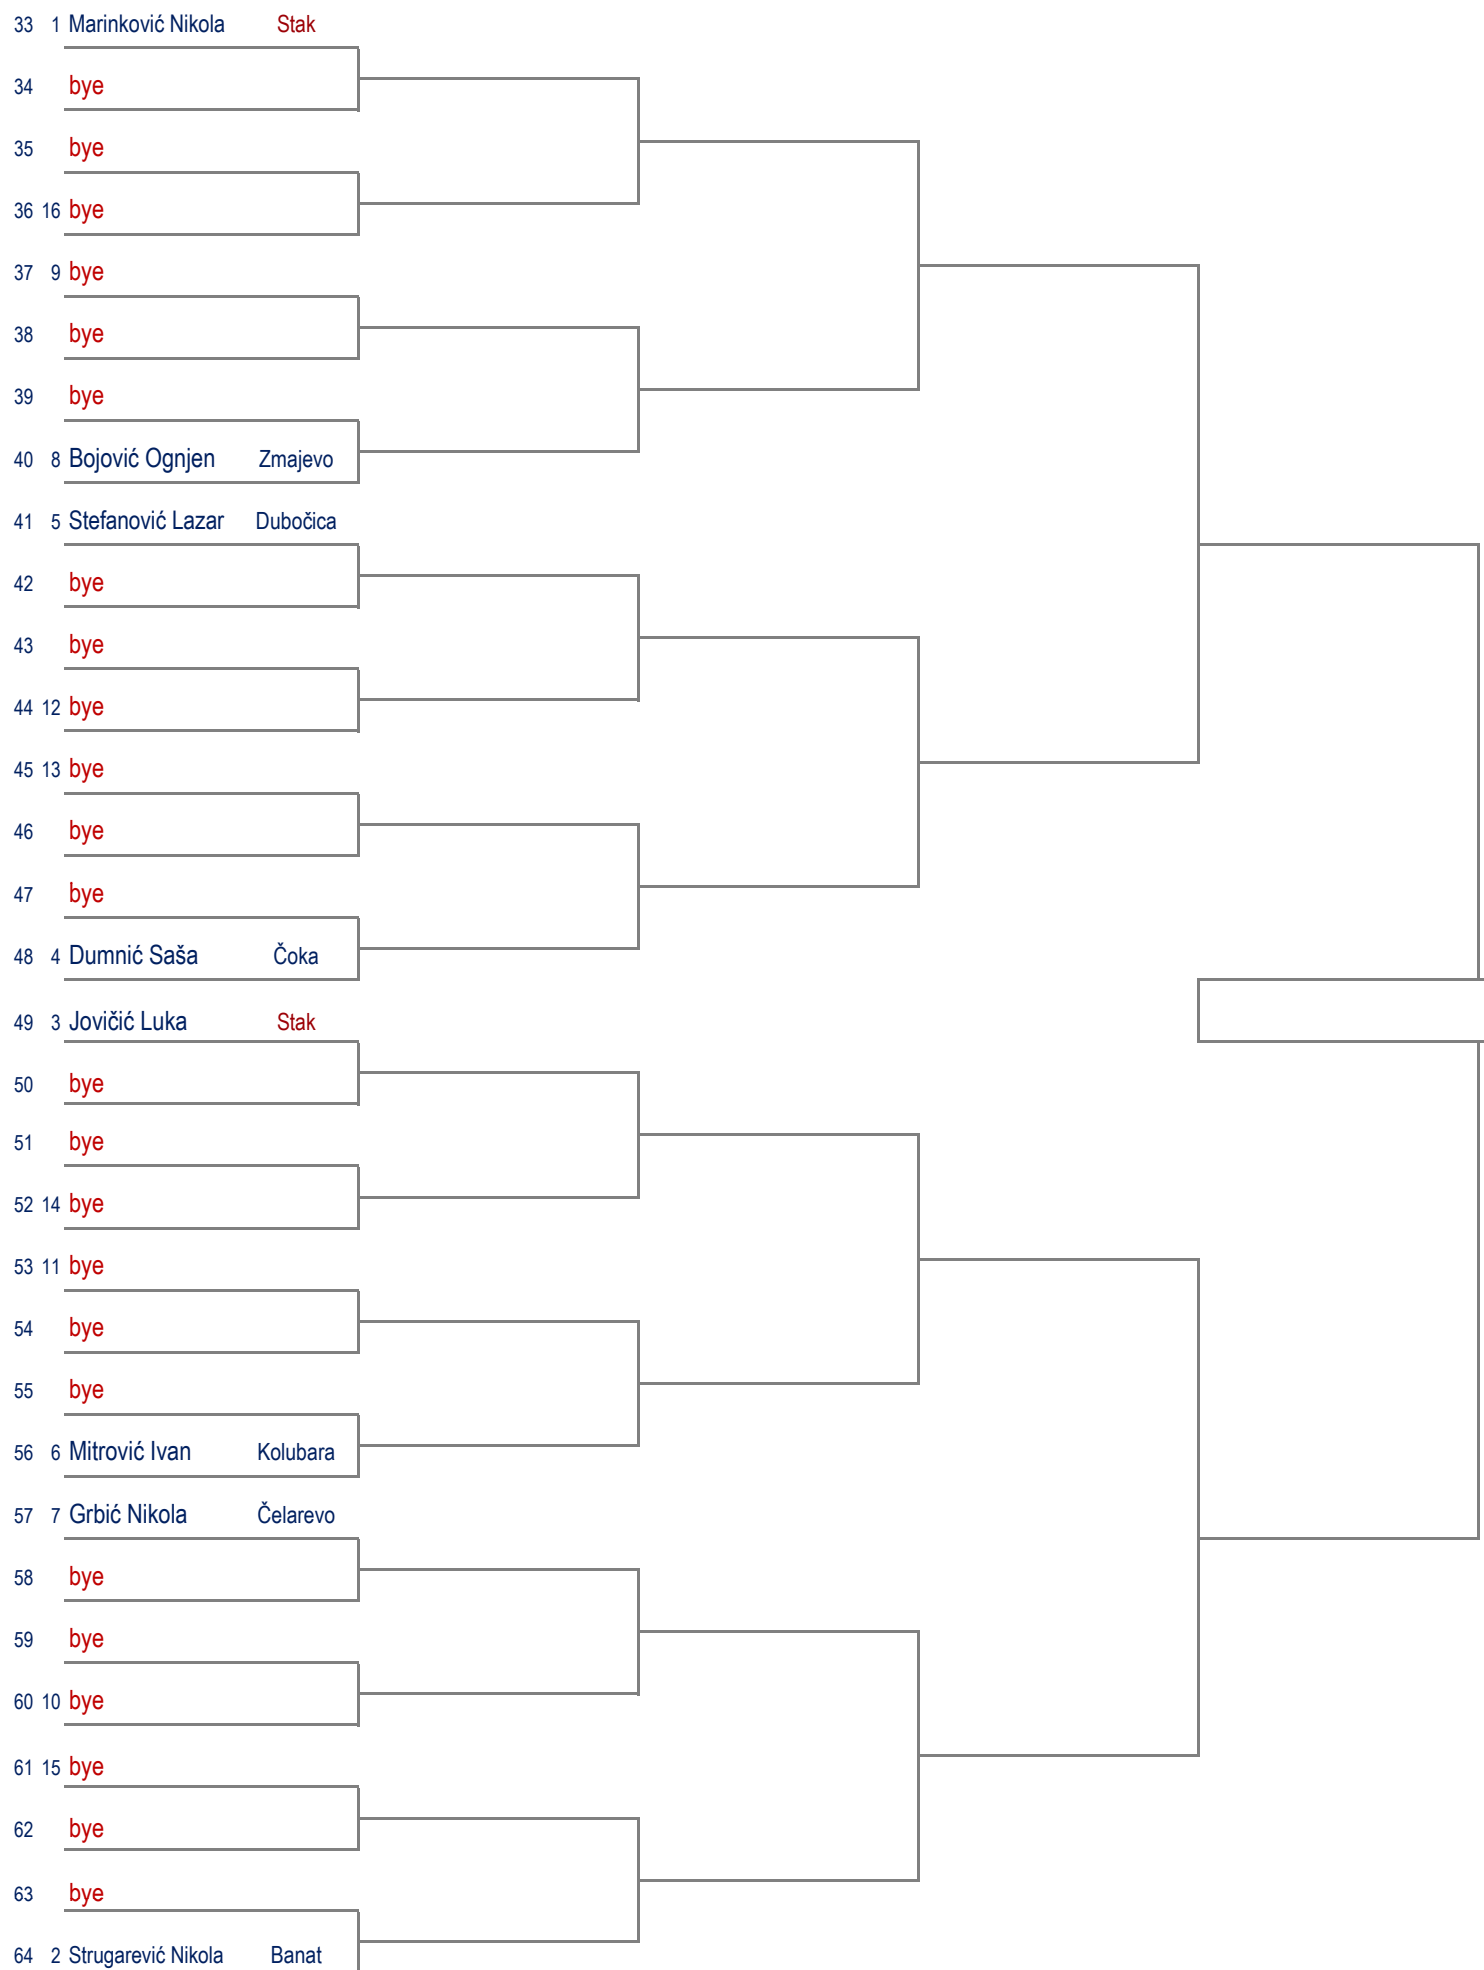 33 1 Marinković Nikola Stak
34 bye
35 bye
36 16 bye
37 9 bye
38 bye
39 bye
40 8 Bojović Ognjen Zmajevo
41 5 Stefanović Lazar Dubočica
42 bye
43 bye
44 12 bye
45 13 bye
46 bye
47 bye
48 4 Dumnić Saša Čoka
49 3 Jovičić Luka Stak
50 bye
51 bye
52 14 bye
53 11 bye
54 bye
55 bye
56 6 Mitrović Ivan Kolubara
57 7 Grbić Nikola Čelarevo
58 bye
59 bye
60 10 bye
61 15 bye
62 bye
63 bye
64 2 Strugarević Nikola Banat